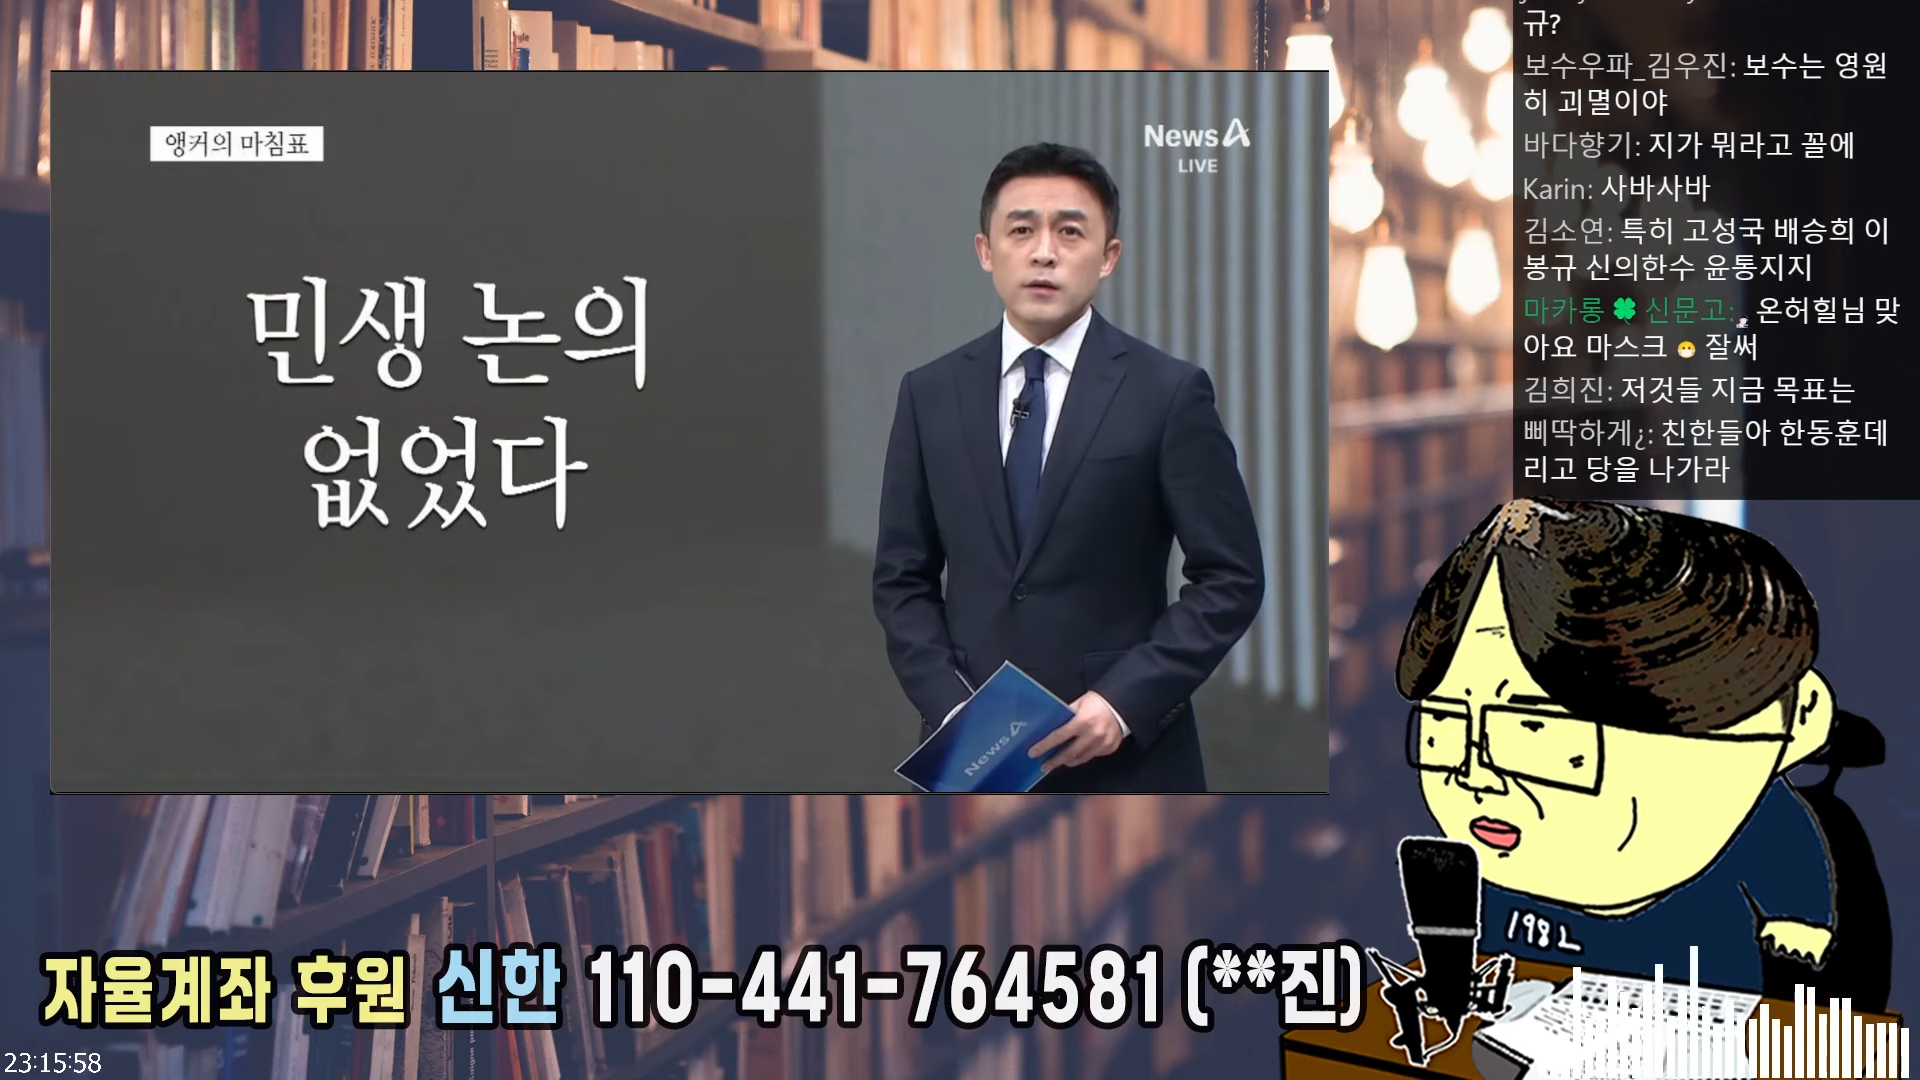 앵커의 마침표
News A
LIVE
민생 논의
없었다
News A
규?
보수우파_김우진: 보수는 영원
히 괴멸이야
바다향기: 지가 뭐라고 꼴에
Karin: 사바사바
김소연: 특히 고성국 배승희 이
봉규 신의한수 윤통지지
마카롱 🍀 신문고: 온허힐님 맞
아요 마스크 😷 잘써
김희진: 저것들 지금 목표는
삐딱하게¿: 친한들아 한동훈데
리고 당을 나가라
1982
자율계좌 후원 신한 110-441-764581 (**진)
23:15:58